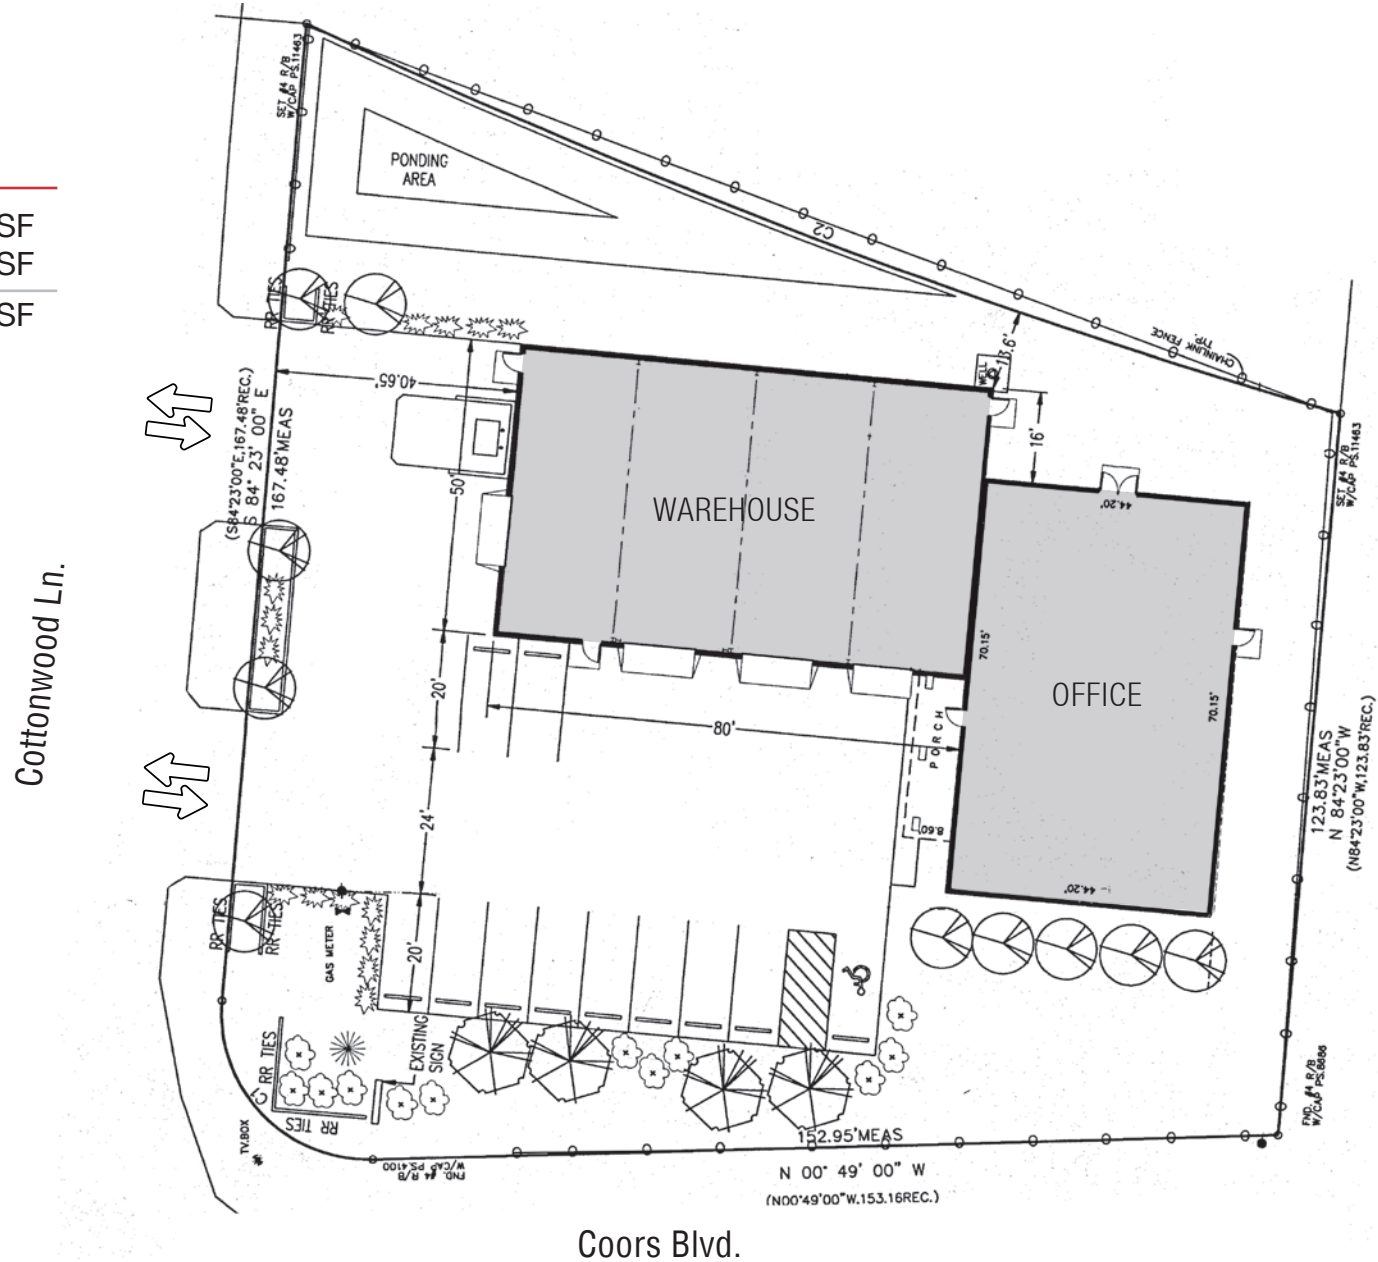 SF
SF
SF
SET #4 R/B
W/CAP PS.11463
PONDING
AREA
C2
RR TIES
RR TIES
CHAINLINK FENCE
TYP.
13.6'
WELL
40.65'
(S84°23'00"E,167.48'REC.)
S 84° 23' 00" E
167.48'MEAS
16'
SET #4 R/B
W/CAP PS.11463
50'
WAREHOUSE
44.20'
Cottonwood Ln.
70.15'
OFFICE
70.15'
20'
80'
PORCH
123.83'MEAS
N 84°23'00"W
(N84°23'00"W,123.83'REC.)
24'
8.60'
44.20'
RR TIES
RR TIES
GAS METER
20'
EXISTING
SIGN
RR TIES
RR TIES
TV.BOX
FND. #4 R/B
W/CAP PS.4100
FND. #4 R/B
W/CAP PS.8686
152.95'MEAS
N 00° 49' 00" W
(N00°49'00"W,153.16REC.)
Coors Blvd.